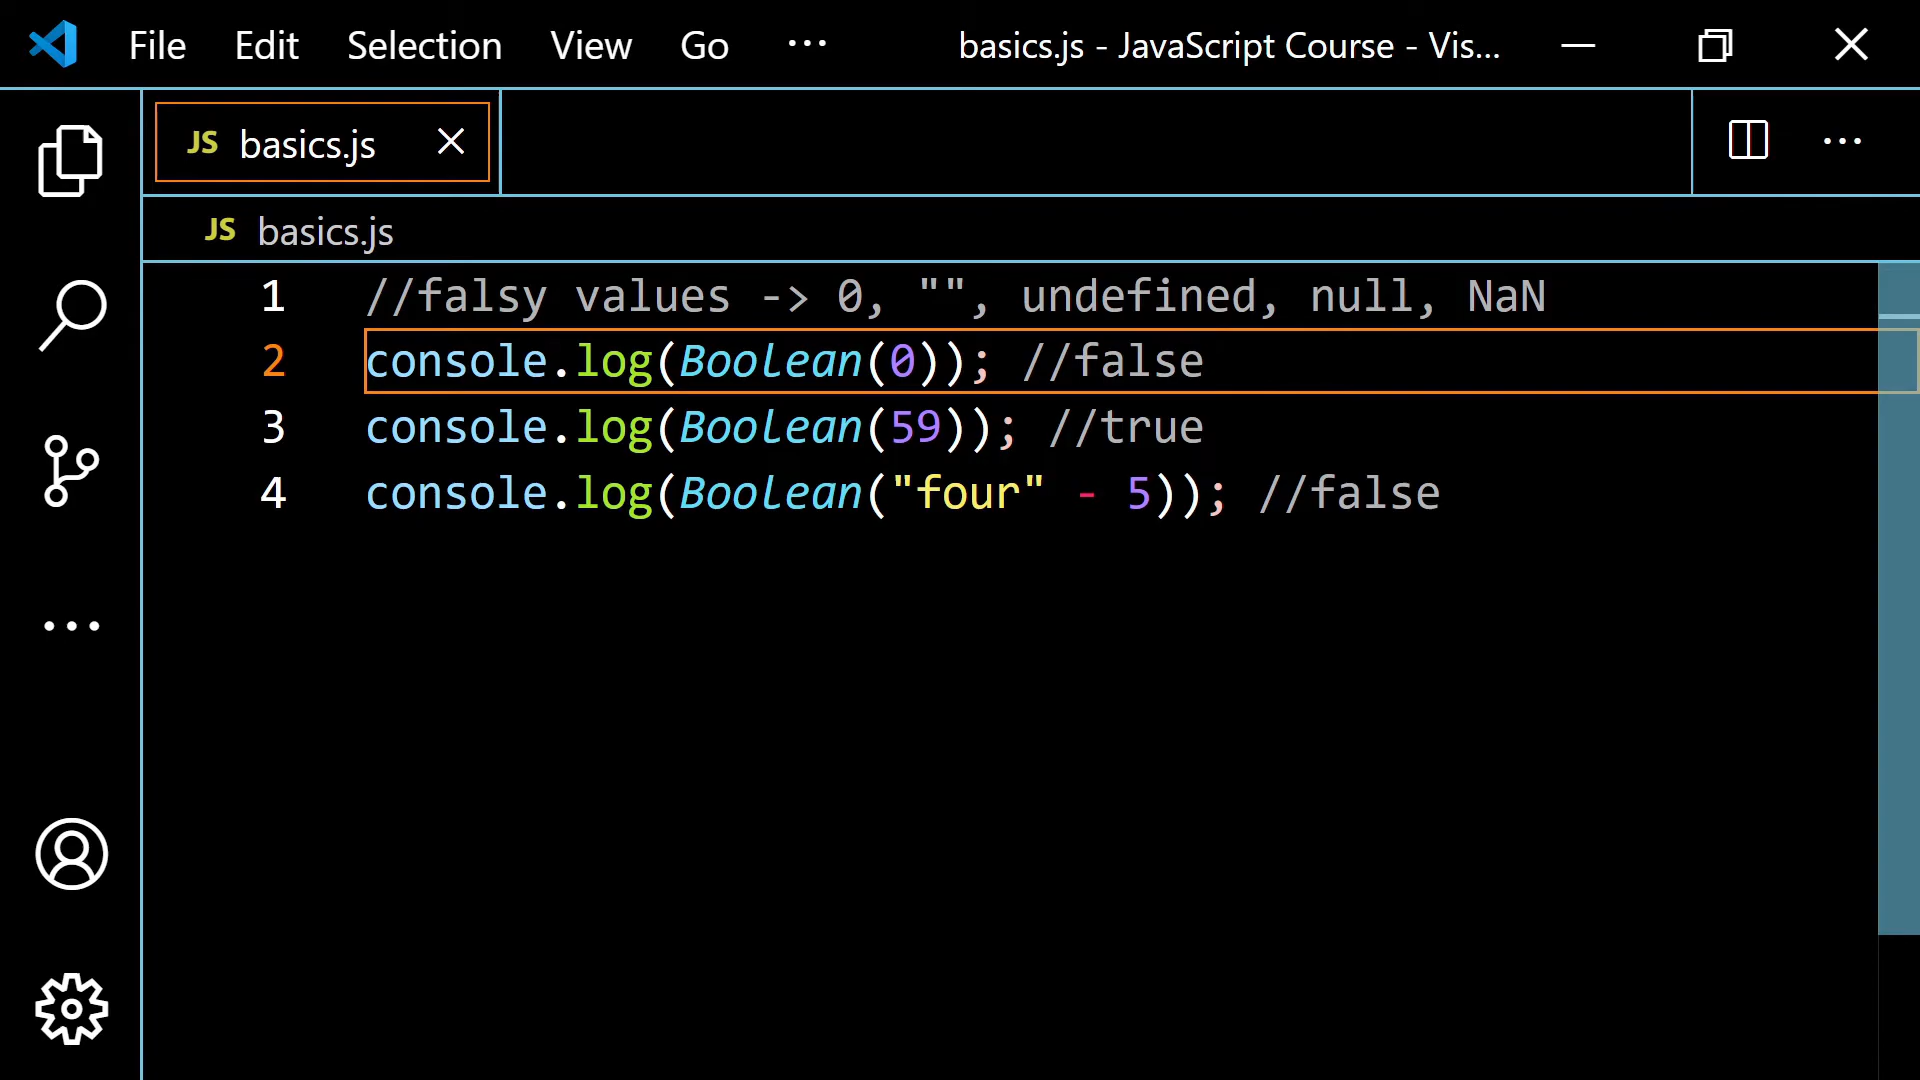 File Edit Selection View Go ··· basics.js - JavaScript Course - Vis...
JS basics.js
JS basics.js
1 //falsy values -> 0, "", undefined, null, NaN
2 console.log(Boolean(0)); //false
3 console.log(Boolean(59)); //true
4 console.log(Boolean("four" - 5)); //false